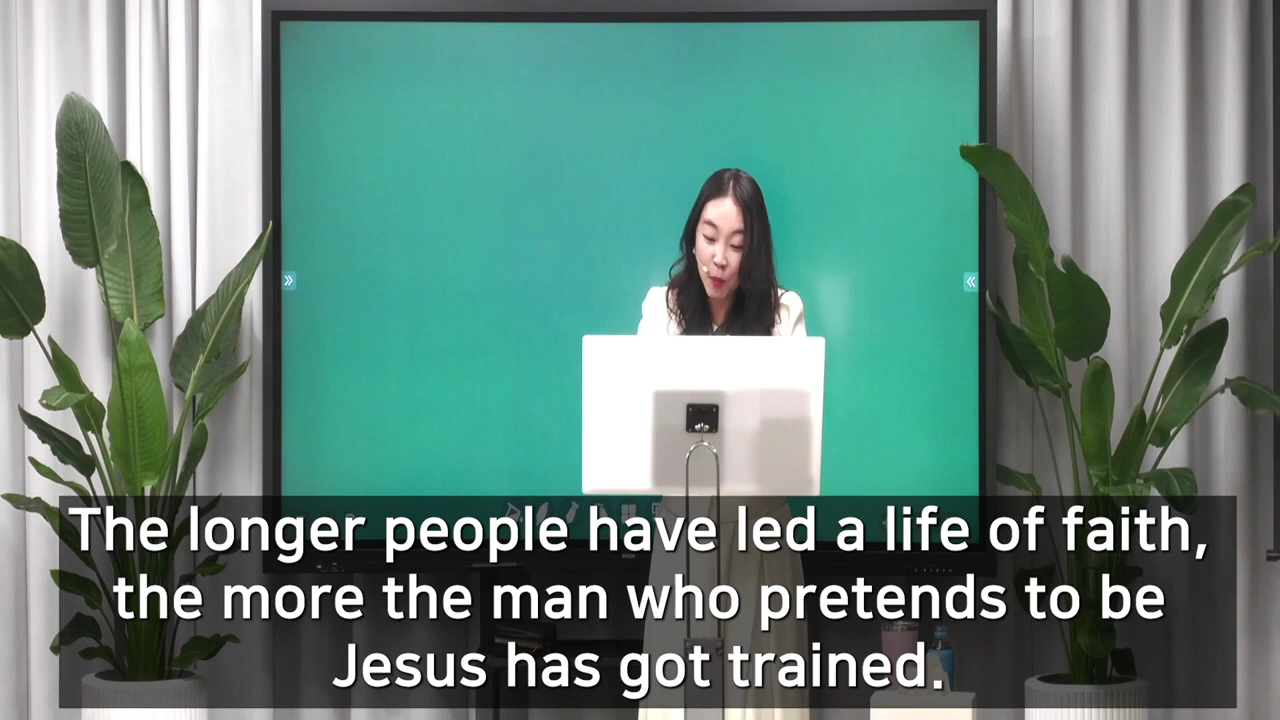 The longer people have led a life of faith,
the more the man who pretends to be
Jesus has got trained.